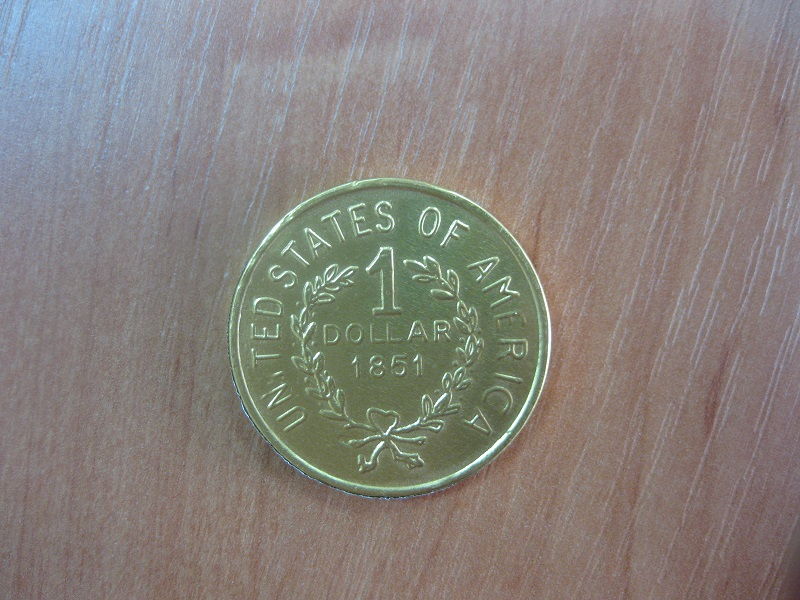 UNITED STATES OF AMERICA
1
DOLLAR
1851